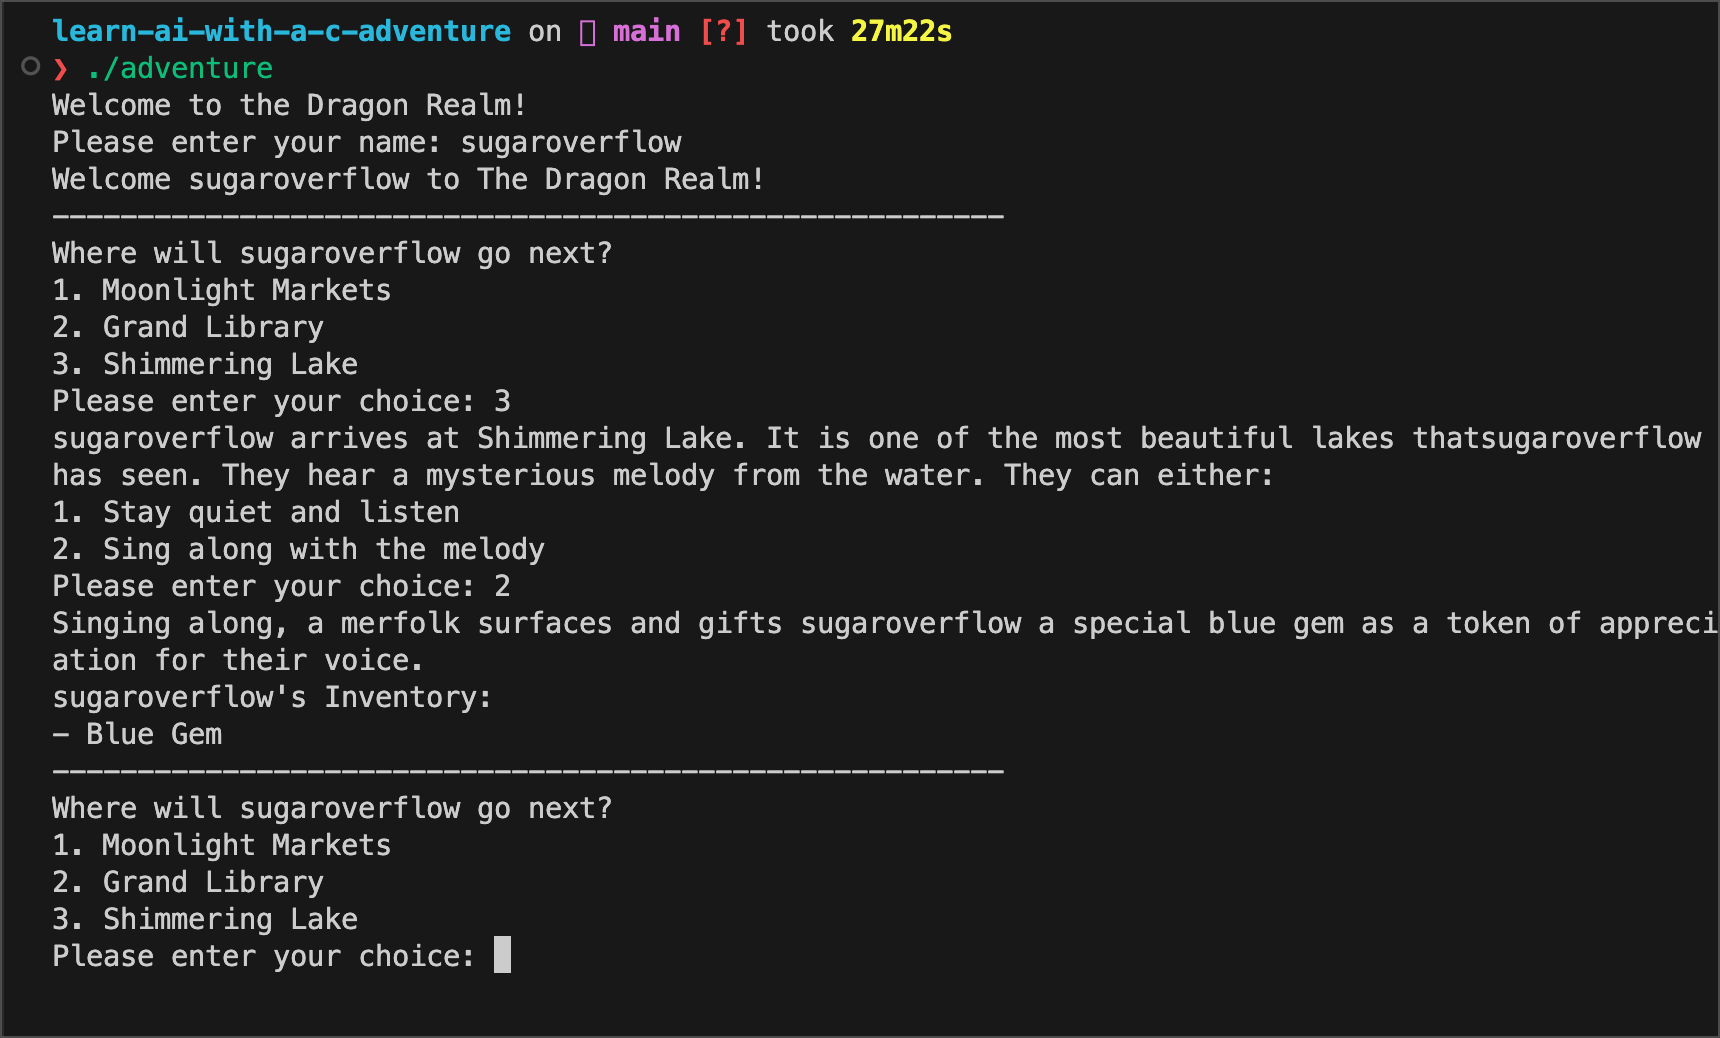 learn-ai-with-a-c-adventure on main [?] took 27m22s
❯ ./adventure
Welcome to the Dragon Realm!
Please enter your name: sugaroverflow
Welcome sugaroverflow to The Dragon Realm!
--------------------------------------------------------
Where will sugaroverflow go next?
1. Moonlight Markets
2. Grand Library
3. Shimmering Lake
Please enter your choice: 3
sugaroverflow arrives at Shimmering Lake. It is one of the most beautiful lakes thatsugaroverflow
has seen. They hear a mysterious melody from the water. They can either:
1. Stay quiet and listen
2. Sing along with the melody
Please enter your choice: 2
Singing along, a merfolk surfaces and gifts sugaroverflow a special blue gem as a token of appreci
ation for their voice.
sugaroverflow's Inventory:
- Blue Gem
--------------------------------------------------------
Where will sugaroverflow go next?
1. Moonlight Markets
2. Grand Library
3. Shimmering Lake
Please enter your choice: